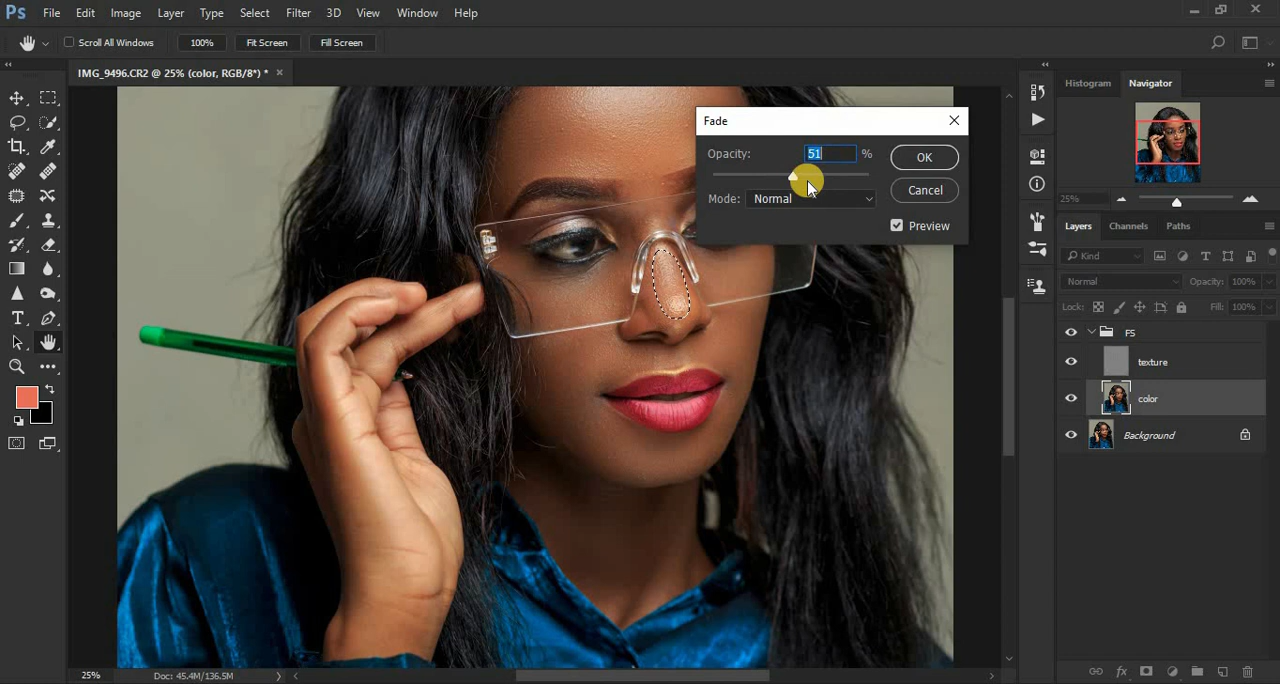 Ps File Edit Image Layer Type Select Filter 3D View Window Help
Scroll All Windows 100% Fit Screen Fill Screen
IMG_9496.CR2 @ 25% (color, RGB/8*) * ×
Histogram Navigator
Fade
Opacity: 51 %
OK
Mode: Normal
Cancel
Preview
25%
Layers Channels Paths
Kind
Normal Opacity: 100%
Lock: Fill: 100%
FS
texture
color
Background
25% Doc: 45.4M/136.5M